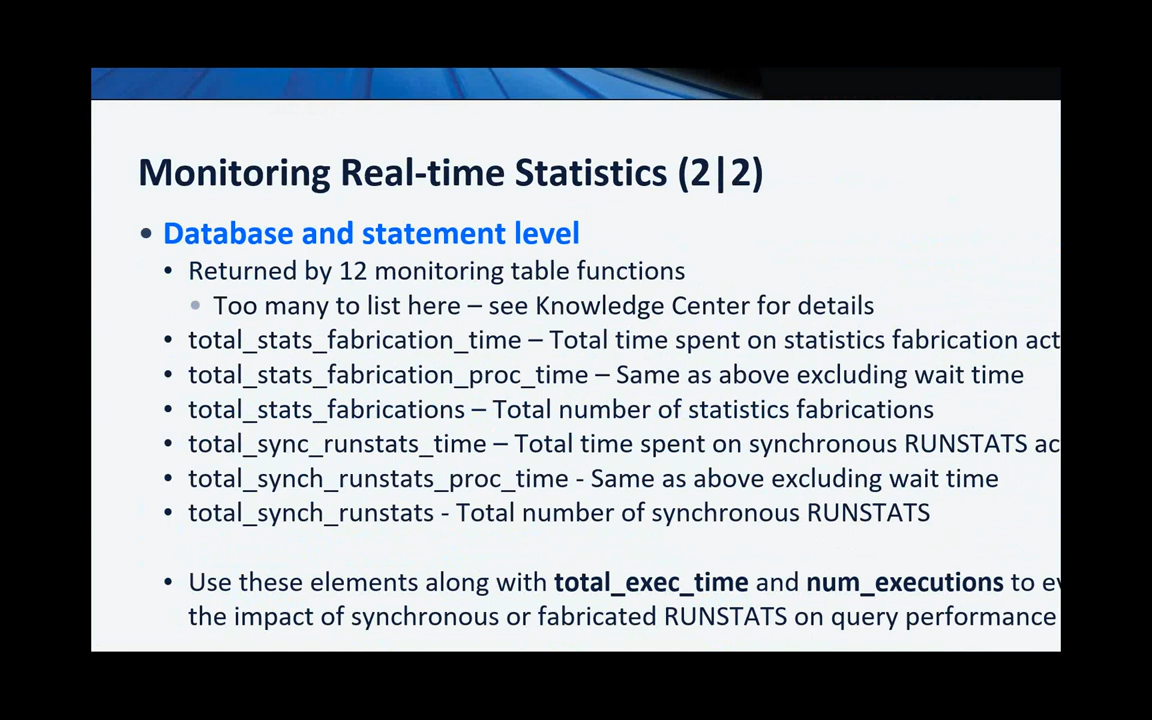 Monitoring Real-time Statistics (2|2)
• Database and statement level
• Returned by 12 monitoring table functions
• Too many to list here – see Knowledge Center for details
• total_stats_fabrication_time – Total time spent on statistics fabrication act
• total_stats_fabrication_proc_time – Same as above excluding wait time
• total_stats_fabrications – Total number of statistics fabrications
• total_sync_runstats_time – Total time spent on synchronous RUNSTATS ac
• total_synch_runstats_proc_time - Same as above excluding wait time
• total_synch_runstats - Total number of synchronous RUNSTATS
• Use these elements along with total_exec_time and num_executions to ev
the impact of synchronous or fabricated RUNSTATS on query performance